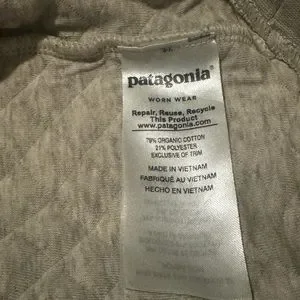 patagonia®
WORN WEAR
Repair, Reuse, Recycle
This Product
www.patagonia.com
79% ORGANIC COTTON
21% POLYESTER
EXCLUSIVE OF TRIM
MADE IN VIETNAM
FABRIQUÉ AU VIETNAM
HECHO EN VIETNAM